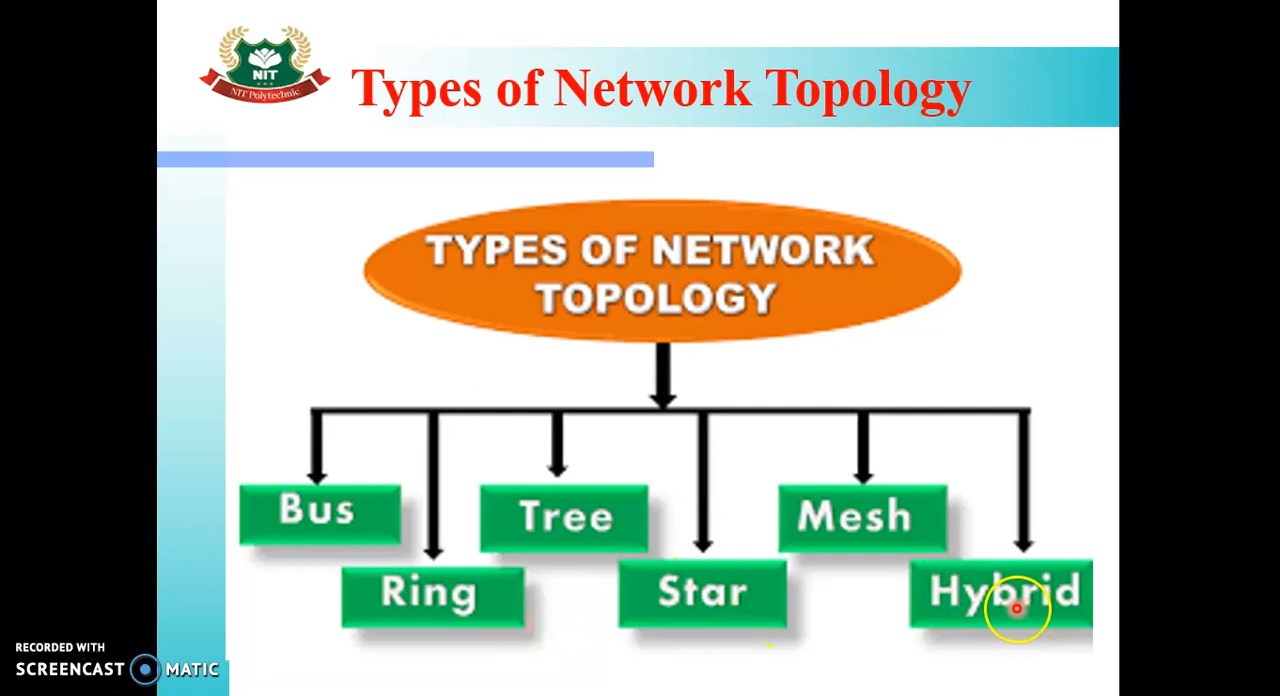 NIT
NIT Polytechnic
Types of Network Topology
TYPES OF NETWORK
TOPOLOGY
Bus
Tree
Mesh
Ring
Star
Hybrid
RECORDED WITH
SCREENCAST MATIC